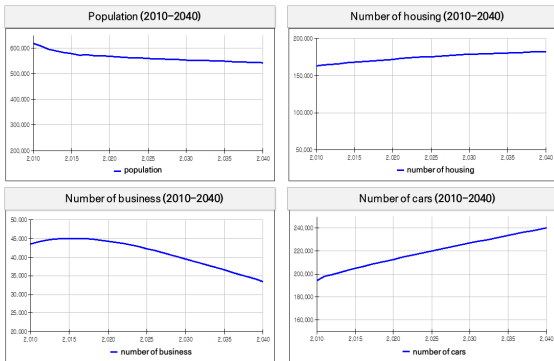 Population (2010-2040)
600.000
500.000
400.000
300.000
200.000
2.010 2.015 2.020 2.025 2.030 2.035 2.040
population
Number of housing (2010-2040)
200.000
150.000
100.000
50.000
2.010 2.015 2.020 2.025 2.030 2.035 2.040
number of housing
Number of business (2010-2040)
50.000
45.000
40.000
35.000
30.000
25.000
20.000
2.010 2.015 2.020 2.025 2.030 2.035 2.040
number of business
Number of cars (2010-2040)
240.000
220.000
200.000
180.000
160.000
2.010 2.015 2.020 2.025 2.030 2.035 2.040
number of cars